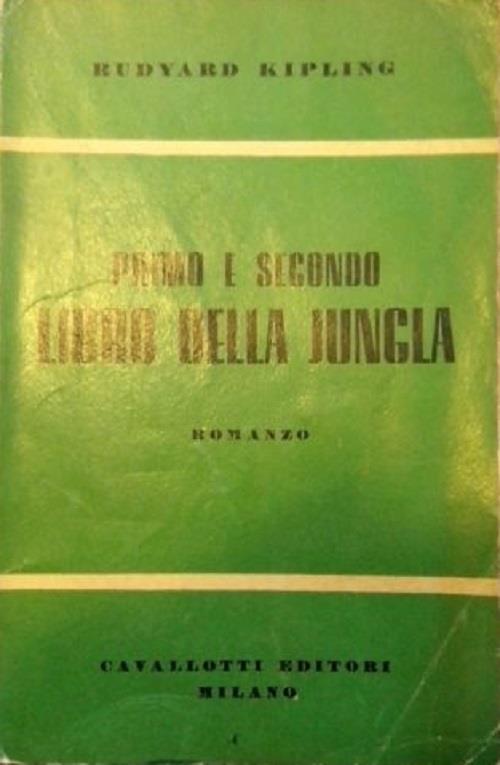 RUDYARD KIPLING
PRIMO E SECONDO
LIBRO DELLA JUNGLA
ROMANZO
CAVALLOTTI EDITORI
MILANO